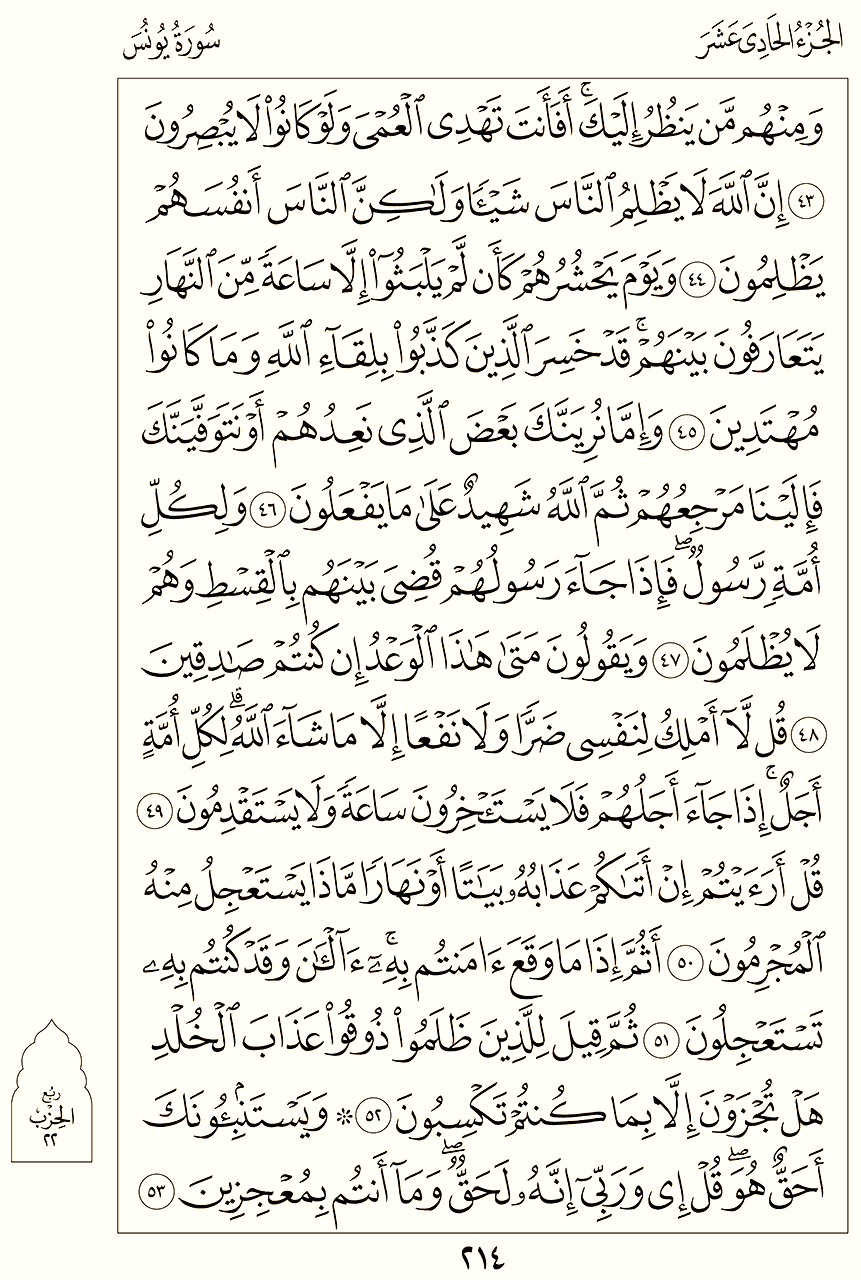 الجُزْءُ الحَادِيَ عَشَرَ
سُورَةُ يُونُسَ
وَمِنْهُم مَّن يَنظُرُ إِلَيْكَ ۚ أَفَأَنتَ تَهْدِى ٱلْعُمْىَ وَلَوْ كَانُوا۟ لَا يُبْصِرُونَ
﴿٤٣﴾ إِنَّ ٱللَّهَ لَا يَظْلِمُ ٱلنَّاسَ شَيْـًٔا وَلَـٰكِنَّ ٱلنَّاسَ أَنفُسَهُمْ
يَظْلِمُونَ ﴿٤٤﴾ وَيَوْمَ يَحْشُرُهُمْ كَأَن لَّمْ يَلْبَثُوٓا۟ إِلَّا سَاعَةً مِّنَ ٱلنَّهَارِ
يَتَعَارَفُونَ بَيْنَهُمْ ۚ قَدْ خَسِرَ ٱلَّذِينَ كَذَّبُوا۟ بِلِقَآءِ ٱللَّهِ وَمَا كَانُوا۟
مُهْتَدِينَ ﴿٤٥﴾ وَإِمَّا نُرِيَنَّكَ بَعْضَ ٱلَّذِى نَعِدُهُمْ أَوْ نَتَوَفَّيَنَّكَ
فَإِلَيْنَا مَرْجِعُهُمْ ثُمَّ ٱللَّهُ شَهِيدٌ عَلَىٰ مَا يَفْعَلُونَ ﴿٤٦﴾ وَلِكُلِّ
أُمَّةٍ رَّسُولٌ ۖ فَإِذَا جَآءَ رَسُولُهُمْ قُضِىَ بَيْنَهُم بِٱلْقِسْطِ وَهُمْ
لَا يُظْلَمُونَ ﴿٤٧﴾ وَيَقُولُونَ مَتَىٰ هَـٰذَا ٱلْوَعْدُ إِن كُنتُمْ صَـٰدِقِينَ
﴿٤٨﴾ قُل لَّآ أَمْلِكُ لِنَفْسِى ضَرًّا وَلَا نَفْعًا إِلَّا مَا شَآءَ ٱللَّهُ ۗ لِكُلِّ أُمَّةٍ
أَجَلٌ ۚ إِذَا جَآءَ أَجَلُهُمْ فَلَا يَسْتَـْٔخِرُونَ سَاعَةً وَلَا يَسْتَقْدِمُونَ ﴿٤٩﴾
قُلْ أَرَءَيْتُمْ إِنْ أَتَىٰكُمْ عَذَابُهُۥ بَيَـٰتًا أَوْ نَهَارًا مَّاذَا يَسْتَعْجِلُ مِنْهُ
ٱلْمُجْرِمُونَ ﴿٥٠﴾ أَثُمَّ إِذَا مَا وَقَعَ ءَامَنتُم بِهِۦٓ ۚ ءَآلْـَٔـٰنَ وَقَدْ كُنتُم بِهِۦ
تَسْتَعْجِلُونَ ﴿٥١﴾ ثُمَّ قِيلَ لِلَّذِينَ ظَلَمُوا۟ ذُوقُوا۟ عَذَابَ ٱلْخُلْدِ
هَلْ تُجْزَوْنَ إِلَّا بِمَا كُنتُمْ تَكْسِبُونَ ﴿٥٢﴾ * وَيَسْتَنۢبِـُٔونَكَ
أَحَقٌّ هُوَ ۖ قُلْ إِى وَرَبِّىٓ إِنَّهُۥ لَحَقٌّ ۖ وَمَآ أَنتُم بِمُعْجِزِينَ ﴿٥٣﴾
ربع
الحزب
٢٢
٢١٤